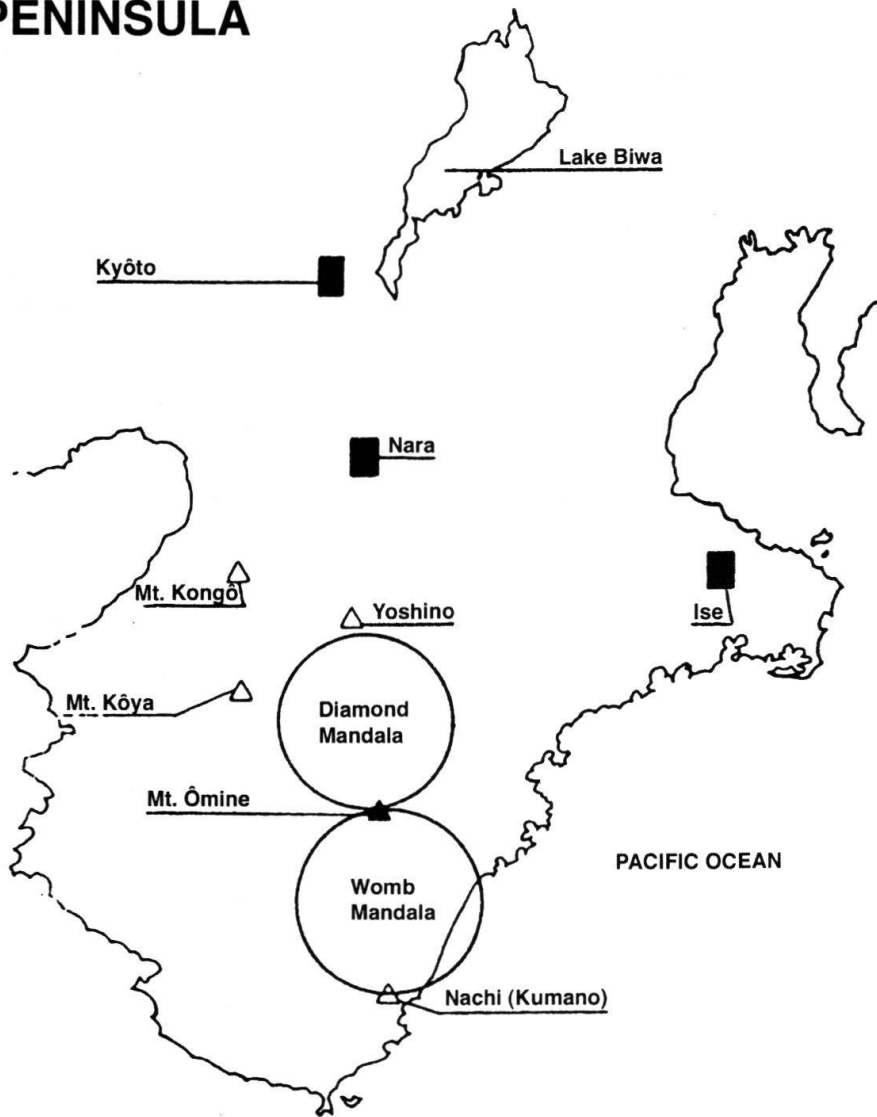 PENINSULA
Lake Biwa
Kyôto
Nara
Mt. Kongô
Yoshino
Ise
Mt. Kôya
Diamond
Mandala
Mt. Ômine
PACIFIC OCEAN
Womb
Mandala
Nachi (Kumano)